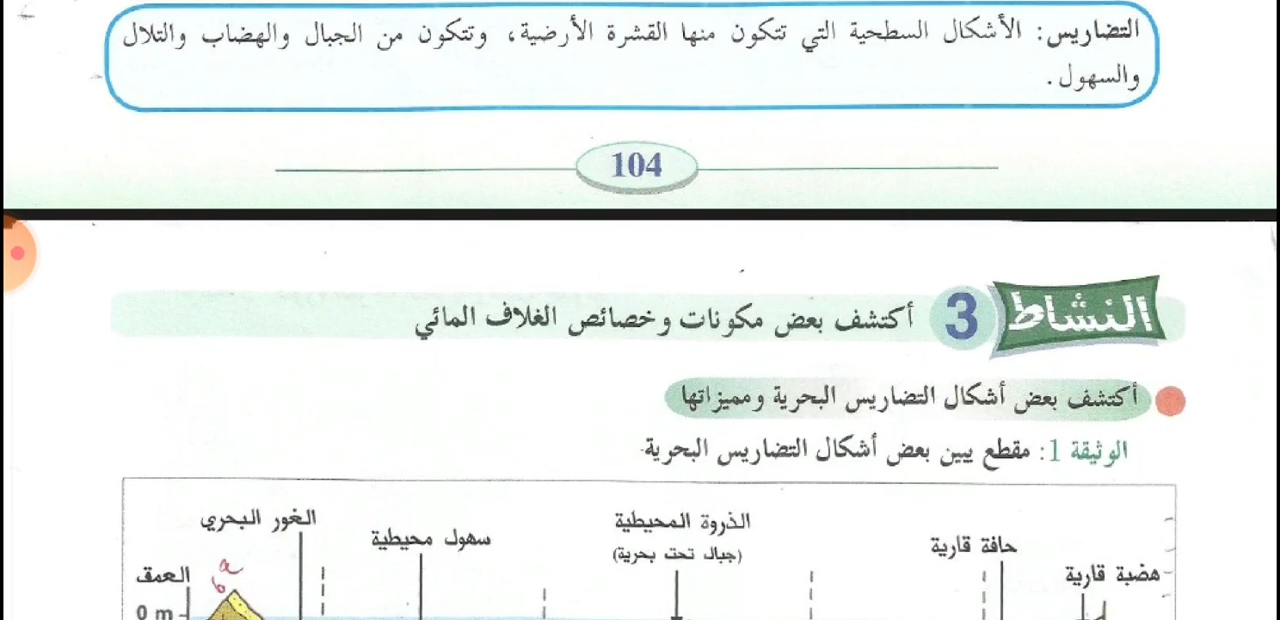 التضاريس: الأشكال السطحية التي تتكون منها القشرة الأرضية، وتتكون من الجبال والهضاب والتلال
والسهول.
104
النشاط 3 أكتشف بعض مكونات وخصائص الغلاف المائي
أكتشف بعض أشكال التضاريس البحرية ومميزاتها
الوثيقة 1: مقطع يبين بعض أشكال التضاريس البحرية.
الغور البحري
الذروة المحيطية
سهول محيطية
حافة قارية
(جبال تحت بحرية)
هضبة قارية
العمق
a
b
0 m